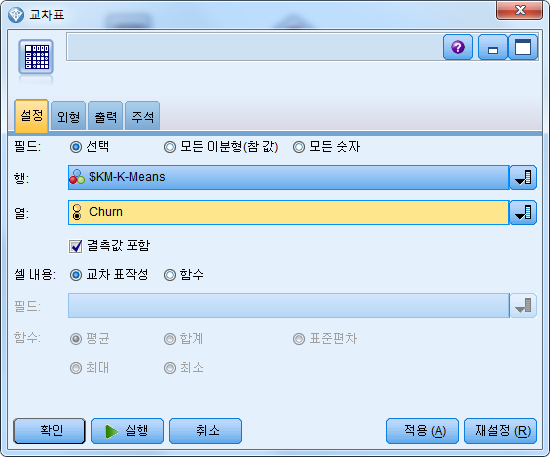 교차표
설정 외형 출력 주석
필드: 선택 모든 이분형(참 값) 모든 숫자
행: $KM-K-Means
열: Churn
결측값 포함
셀 내용: 교차 표작성 함수
필드:
함수: 평균 합계 표준편차
최대 최소
확인 실행 취소 적용 (A) 재설정 (R)